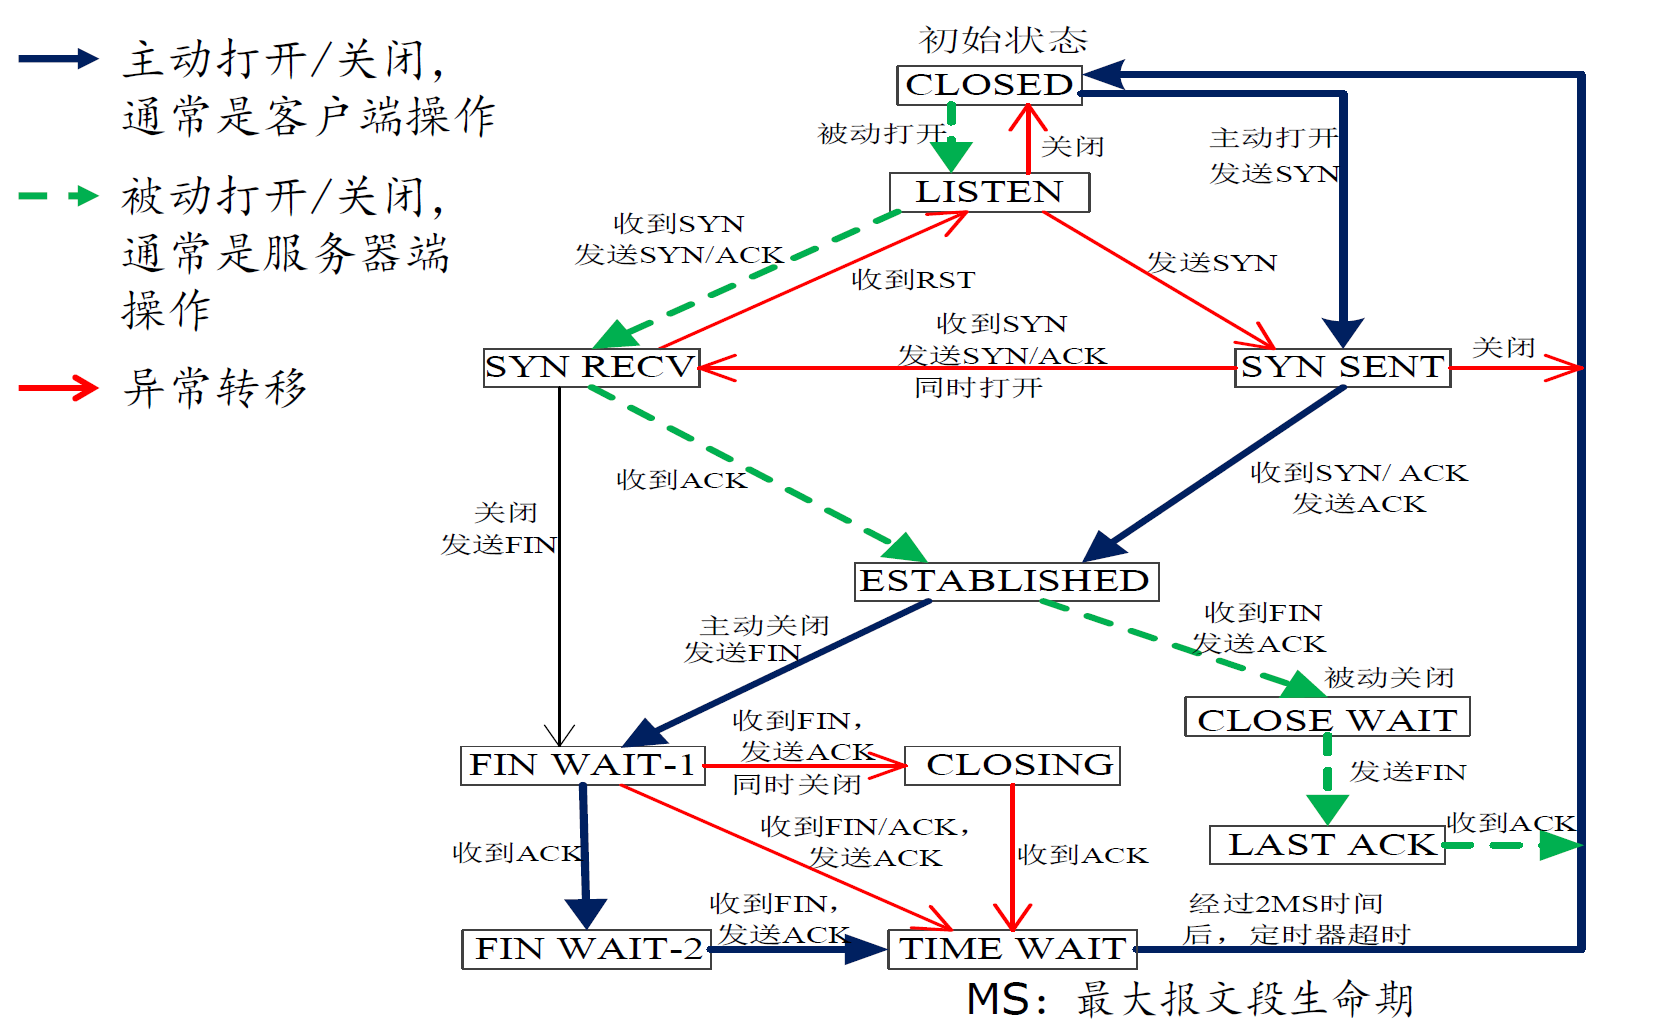 主动打开/关闭，
通常是客户端操作
被动打开/关闭，
通常是服务器端
操作
异常转移
初始状态
CLOSED
被动打开
关闭
主动打开
发送SYN
LISTEN
收到SYN
发送SYN/ACK
收到RST
发送SYN
收到SYN
发送SYN/ACK
同时打开
SYN RECV
SYN SENT
关闭
收到ACK
收到SYN/ ACK
发送ACK
关闭
发送FIN
ESTABLISHED
主动关闭
发送FIN
收到FIN
发送ACK
被动关闭
CLOSE WAIT
收到FIN，
发送ACK
同时关闭
FIN WAIT-1
CLOSING
发送FIN
收到ACK
收到FIN/ACK，
发送ACK
收到ACK
LAST ACK
收到ACK
收到FIN，
发送ACK
FIN WAIT-2
TIME WAIT
经过2MS时间
后，定时器超时
MS：最大报文段生命期